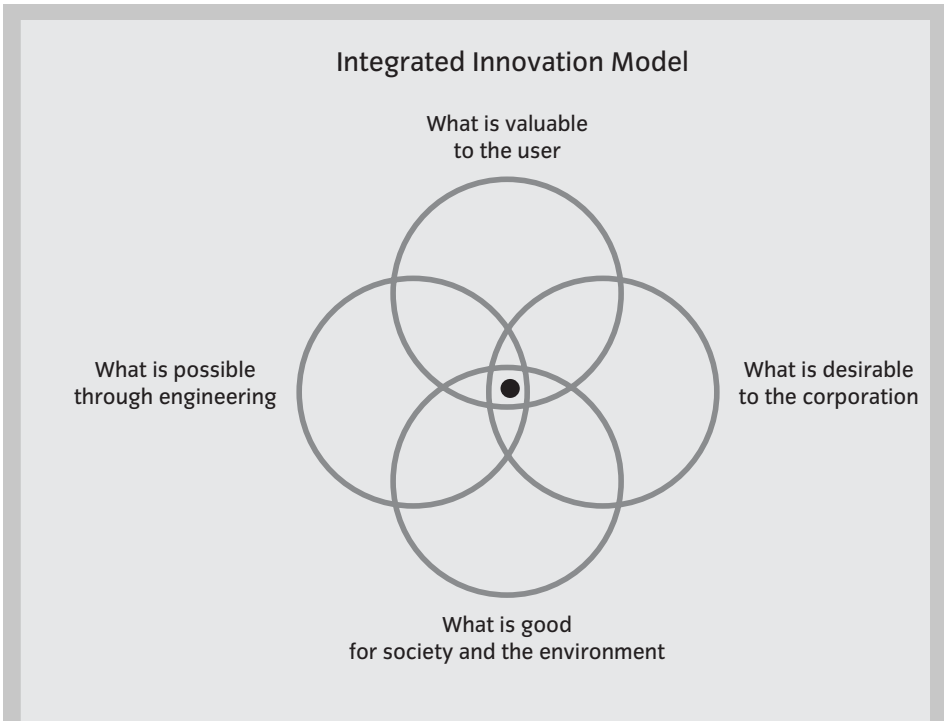 Integrated Innovation Model
What is valuable
to the user
What is possible
through engineering
What is desirable
to the corporation
What is good
for society and the environment